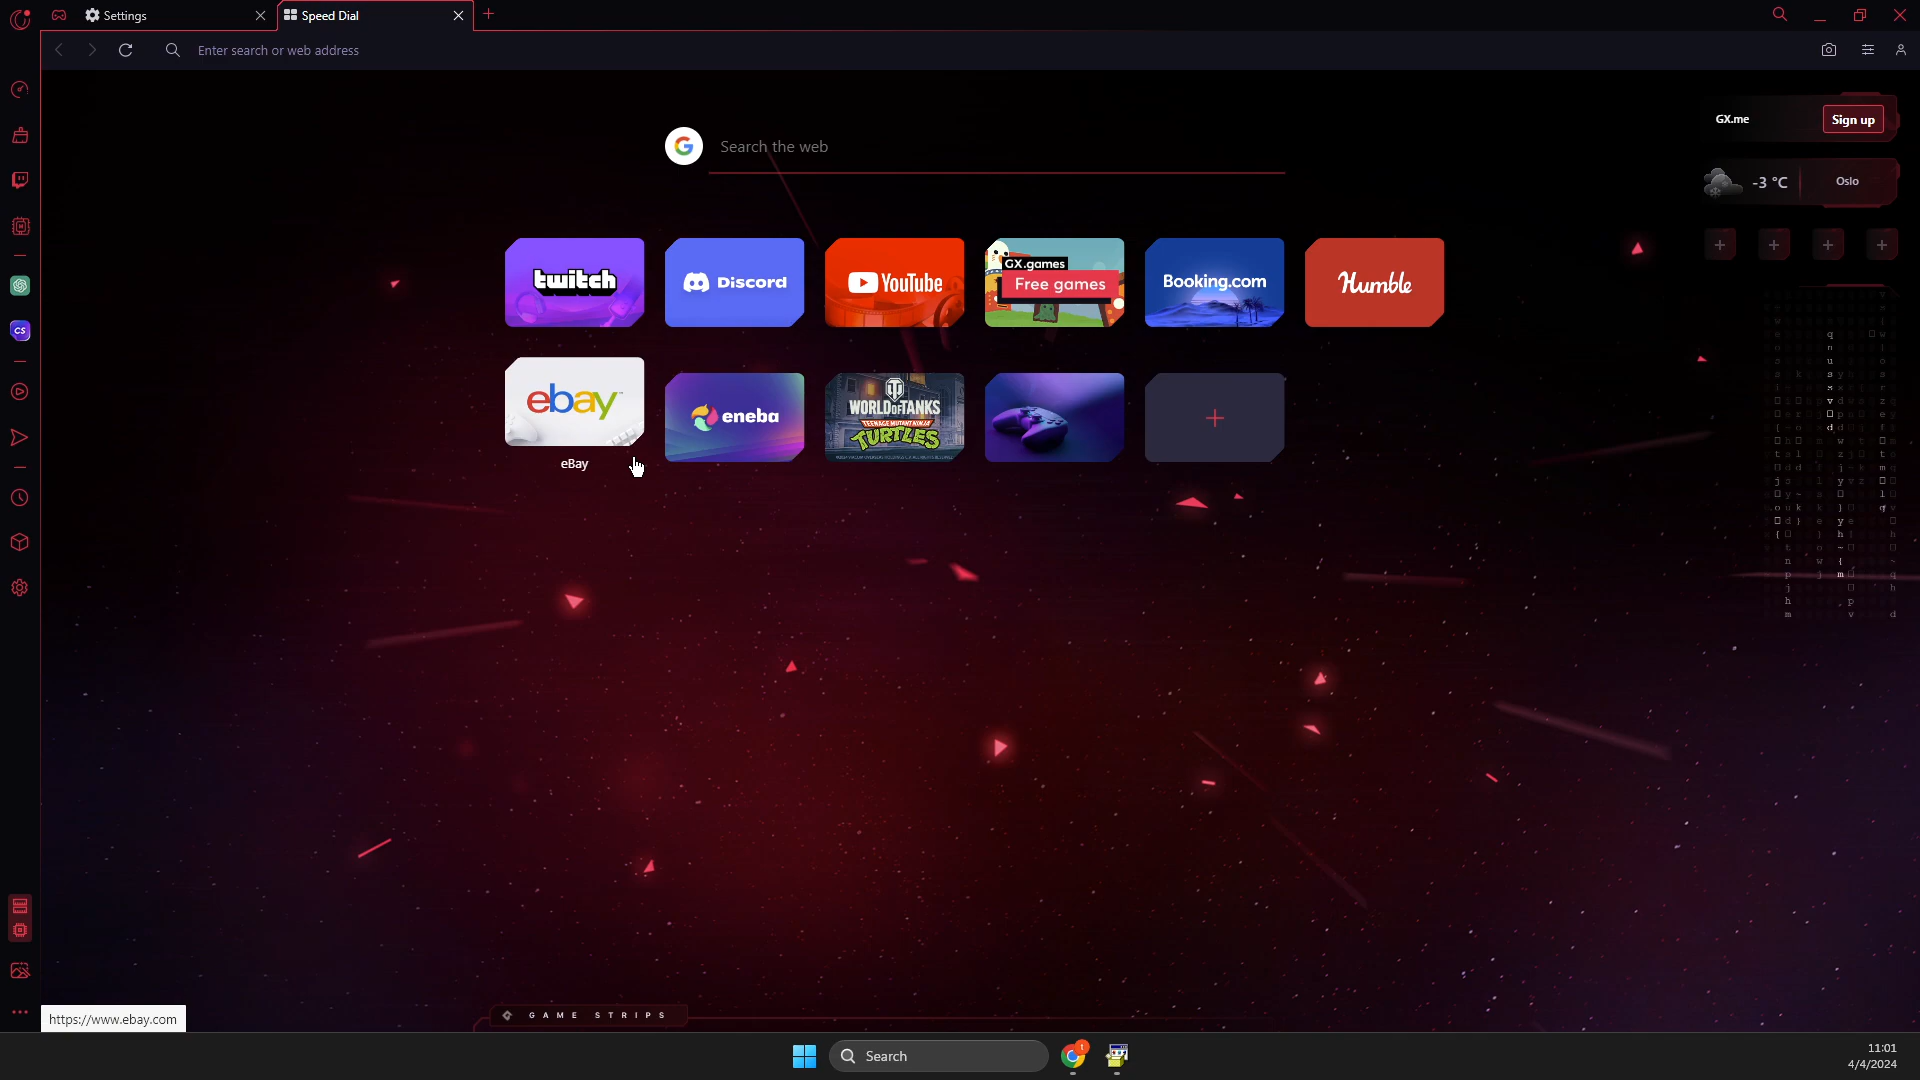 Settings
Speed Dial
Enter search or web address
GX.me
Sign up
Search the web
-3 °C
Oslo
twitch
Discord
YouTube
GX.games
Free games
Booking.com
Humble
CS
ebay™
eneba
WORLD OF TANKS
TEENAGE MUTANT NINJA
TURTLES
eBay
GAME STRIPS
https://www.ebay.com
Search
11:01
4/4/2024